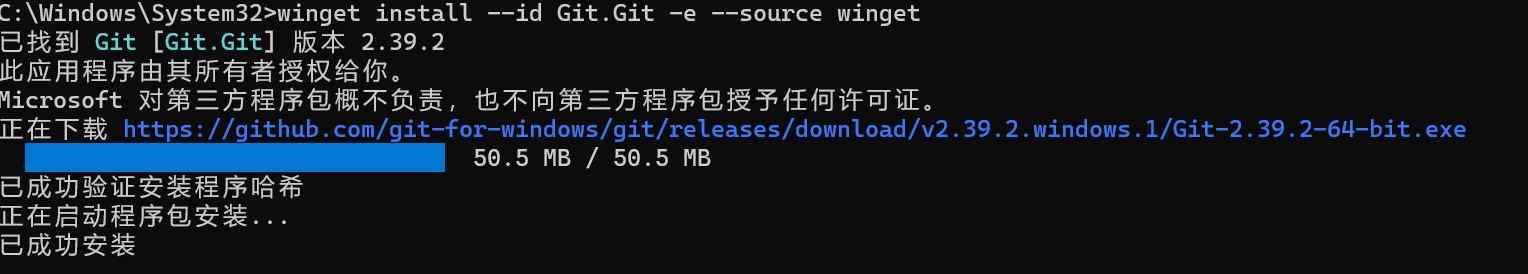 C:\Windows\System32>winget install --id Git.Git -e --source winget
已找到 Git [Git.Git] 版本 2.39.2
此应用程序由其所有者授权给你。
Microsoft 对第三方程序包概不负责，也不向第三方程序包授予任何许可证。
正在下载 https://github.com/git-for-windows/git/releases/download/v2.39.2.windows.1/Git-2.39.2-64-bit.exe
50.5 MB / 50.5 MB
已成功验证安装程序哈希
正在启动程序包安装...
已成功安装